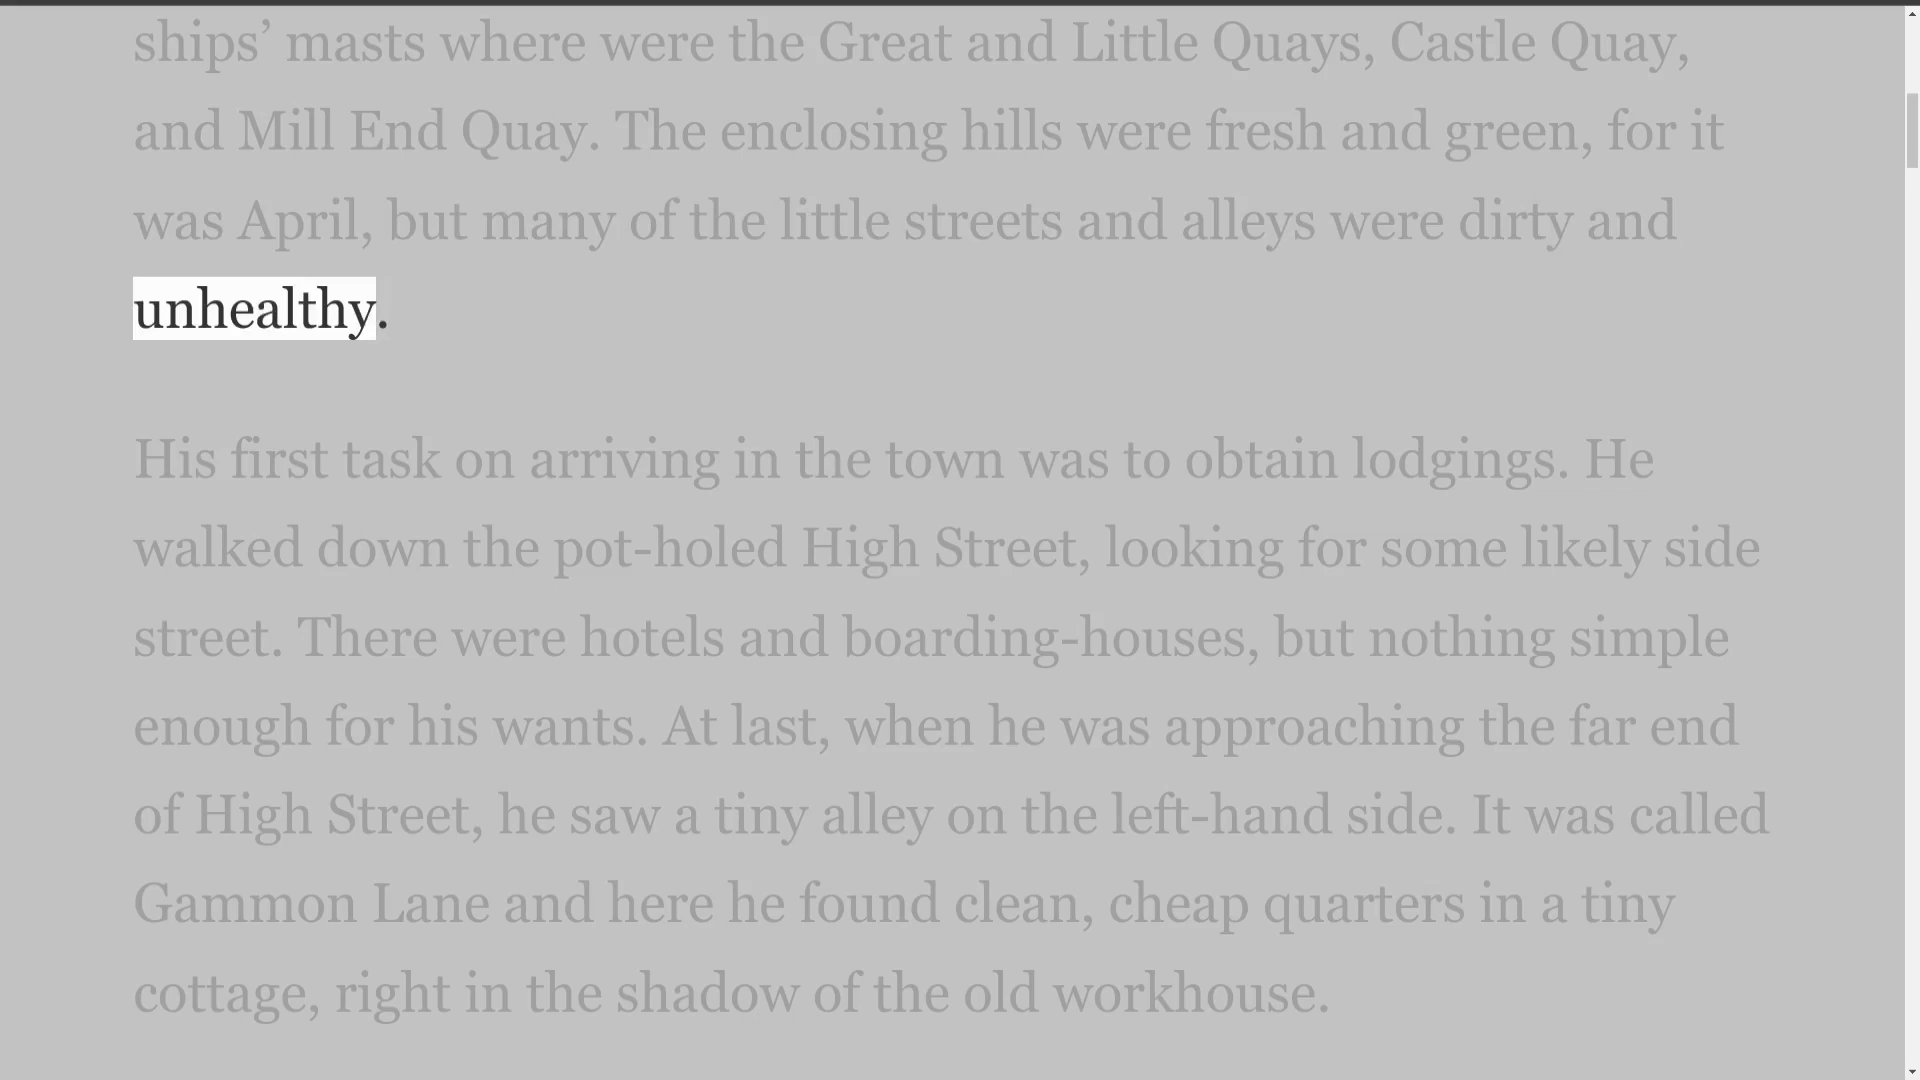 ships’ masts where were the Great and Little Quays, Castle Quay,
and Mill End Quay. The enclosing hills were fresh and green, for it
was April, but many of the little streets and alleys were dirty and
unhealthy.
His first task on arriving in the town was to obtain lodgings. He
walked down the pot-holed High Street, looking for some likely side
street. There were hotels and boarding-houses, but nothing simple
enough for his wants. At last, when he was approaching the far end
of High Street, he saw a tiny alley on the left-hand side. It was called
Gammon Lane and here he found clean, cheap quarters in a tiny
cottage, right in the shadow of the old workhouse.